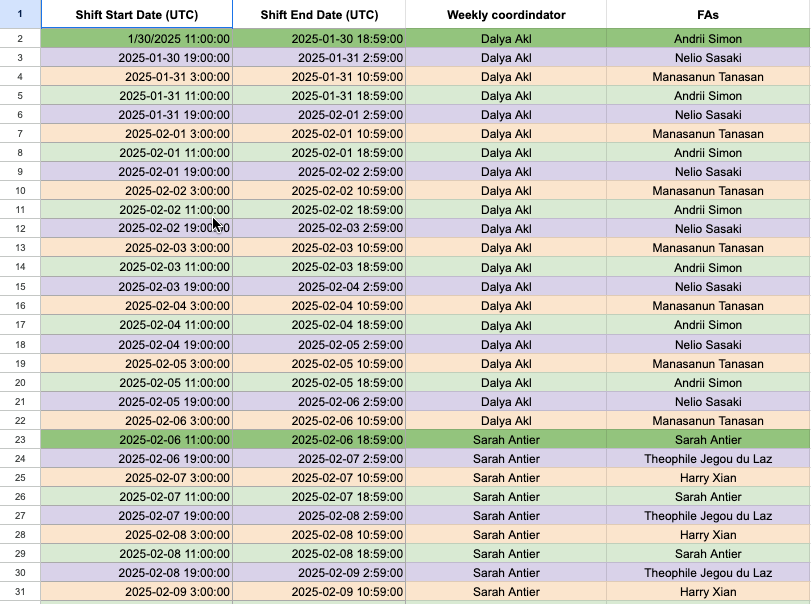 1 Shift Start Date (UTC) Shift End Date (UTC) Weekly coordindator FAs
2 1/30/2025 11:00:00 2025-01-30 18:59:00 Dalya Akl Andrii Simon
3 2025-01-30 19:00:00 2025-01-31 2:59:00 Dalya Akl Nelio Sasaki
4 2025-01-31 3:00:00 2025-01-31 10:59:00 Dalya Akl Manasanun Tanasan
5 2025-01-31 11:00:00 2025-01-31 18:59:00 Dalya Akl Andrii Simon
6 2025-01-31 19:00:00 2025-02-01 2:59:00 Dalya Akl Nelio Sasaki
7 2025-02-01 3:00:00 2025-02-01 10:59:00 Dalya Akl Manasanun Tanasan
8 2025-02-01 11:00:00 2025-02-01 18:59:00 Dalya Akl Andrii Simon
9 2025-02-01 19:00:00 2025-02-02 2:59:00 Dalya Akl Nelio Sasaki
10 2025-02-02 3:00:00 2025-02-02 10:59:00 Dalya Akl Manasanun Tanasan
11 2025-02-02 11:00:00 2025-02-02 18:59:00 Dalya Akl Andrii Simon
12 2025-02-02 19:00:00 2025-02-03 2:59:00 Dalya Akl Nelio Sasaki
13 2025-02-03 3:00:00 2025-02-03 10:59:00 Dalya Akl Manasanun Tanasan
14 2025-02-03 11:00:00 2025-02-03 18:59:00 Dalya Akl Andrii Simon
15 2025-02-03 19:00:00 2025-02-04 2:59:00 Dalya Akl Nelio Sasaki
16 2025-02-04 3:00:00 2025-02-04 10:59:00 Dalya Akl Manasanun Tanasan
17 2025-02-04 11:00:00 2025-02-04 18:59:00 Dalya Akl Andrii Simon
18 2025-02-04 19:00:00 2025-02-05 2:59:00 Dalya Akl Nelio Sasaki
19 2025-02-05 3:00:00 2025-02-05 10:59:00 Dalya Akl Manasanun Tanasan
20 2025-02-05 11:00:00 2025-02-05 18:59:00 Dalya Akl Andrii Simon
21 2025-02-05 19:00:00 2025-02-06 2:59:00 Dalya Akl Nelio Sasaki
22 2025-02-06 3:00:00 2025-02-06 10:59:00 Dalya Akl Manasanun Tanasan
23 2025-02-06 11:00:00 2025-02-06 18:59:00 Sarah Antier Sarah Antier
24 2025-02-06 19:00:00 2025-02-07 2:59:00 Sarah Antier Theophile Jegou du Laz
25 2025-02-07 3:00:00 2025-02-07 10:59:00 Sarah Antier Harry Xian
26 2025-02-07 11:00:00 2025-02-07 18:59:00 Sarah Antier Sarah Antier
27 2025-02-07 19:00:00 2025-02-08 2:59:00 Sarah Antier Theophile Jegou du Laz
28 2025-02-08 3:00:00 2025-02-08 10:59:00 Sarah Antier Harry Xian
29 2025-02-08 11:00:00 2025-02-08 18:59:00 Sarah Antier Sarah Antier
30 2025-02-08 19:00:00 2025-02-09 2:59:00 Sarah Antier Theophile Jegou du Laz
31 2025-02-09 3:00:00 2025-02-09 10:59:00 Sarah Antier Harry Xian